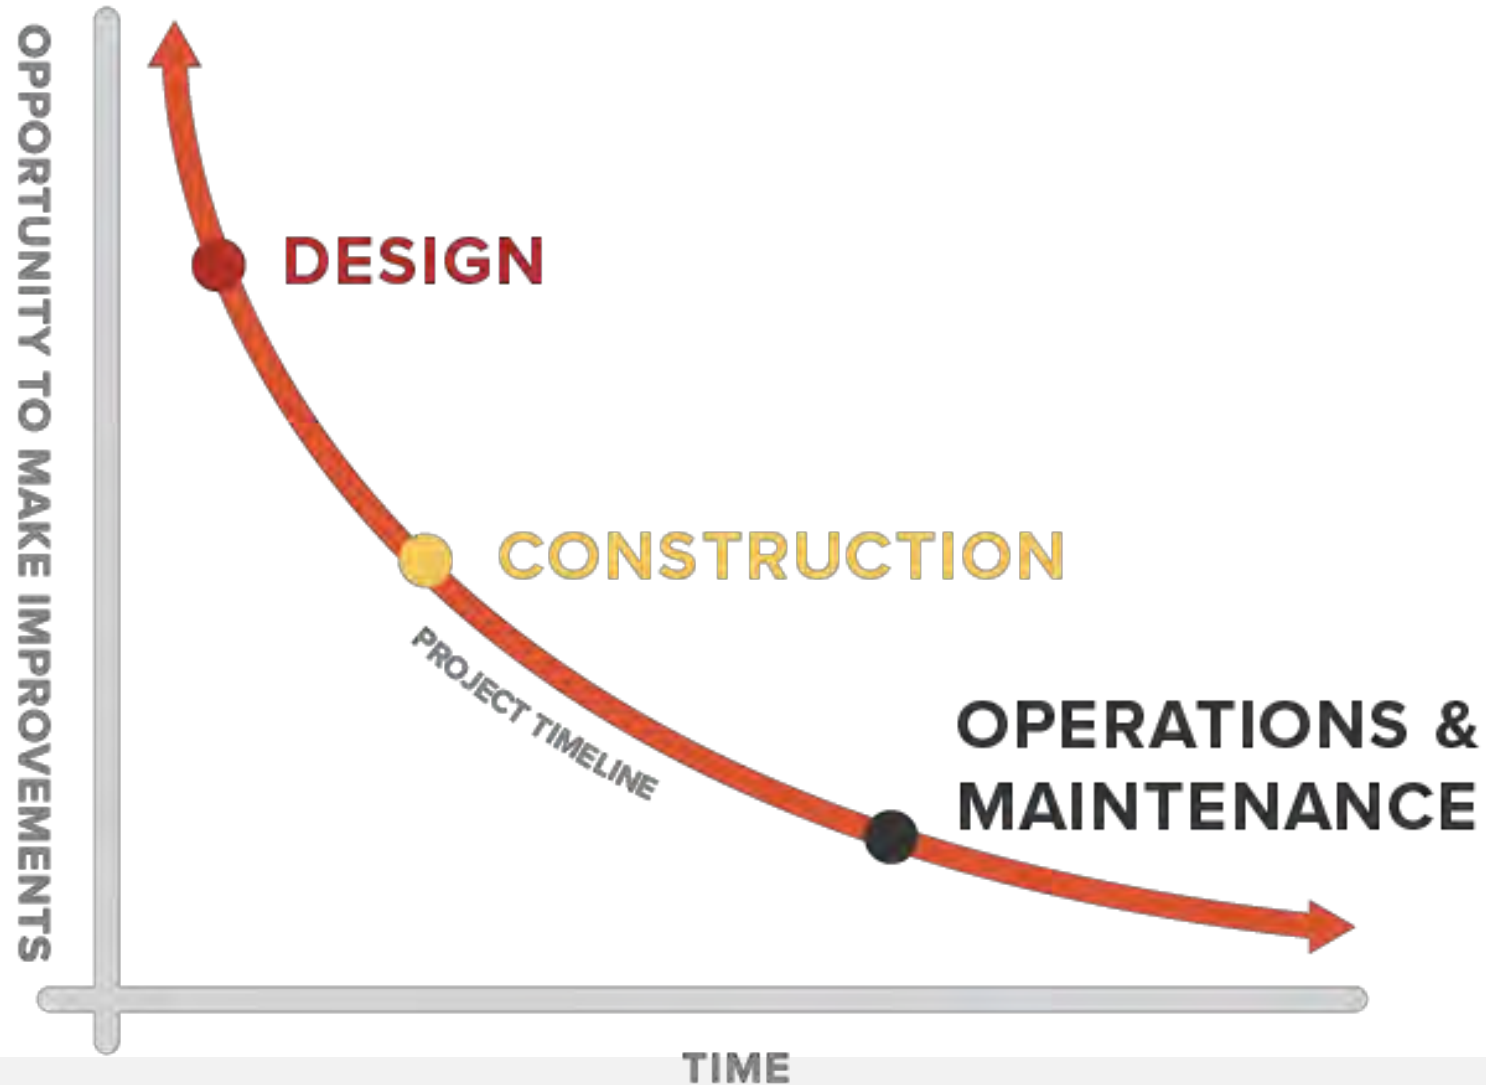 OPPORTUNITY TO MAKE IMPROVEMENTS
DESIGN
CONSTRUCTION
PROJECT TIMELINE
OPERATIONS &
MAINTENANCE
TIME